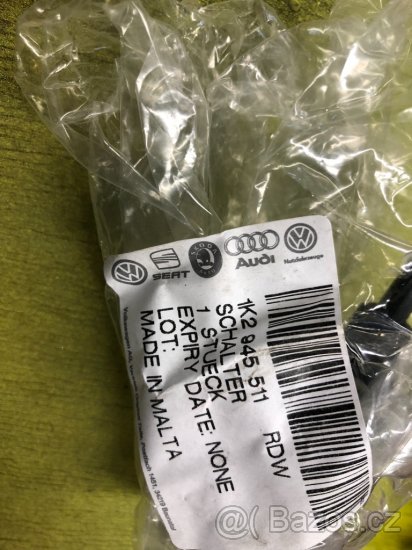 SEAT
SKODA
Audi
Nutzfahrzeuge
1K2 945 511 RDW
SCHALTER
1 STUECK
EXPIRY DATE: NONE
LOT:
MADE IN MALTA
Bazos.cz